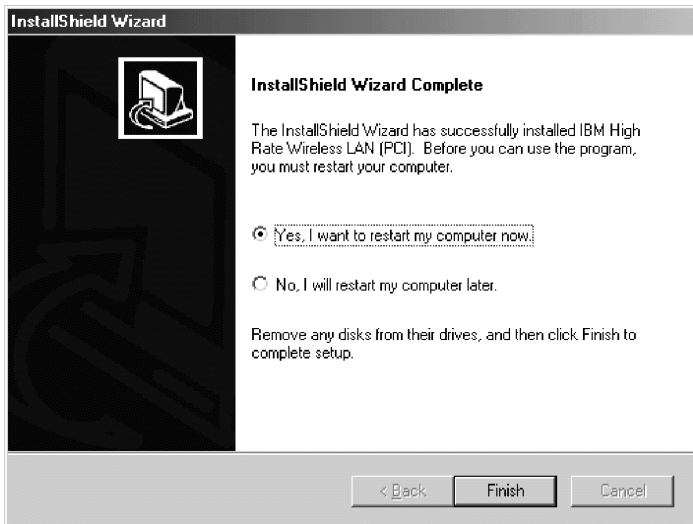 InstallShield Wizard
InstallShield Wizard Complete
The InstallShield Wizard has successfully installed IBM High
Rate Wireless LAN (PCI).  Before you can use the program,
you must restart your computer.
Yes, I want to restart my computer now.
No, I will restart my computer later.
Remove any disks from their drives, and then click Finish to
complete setup.
< Back
Finish
Cancel